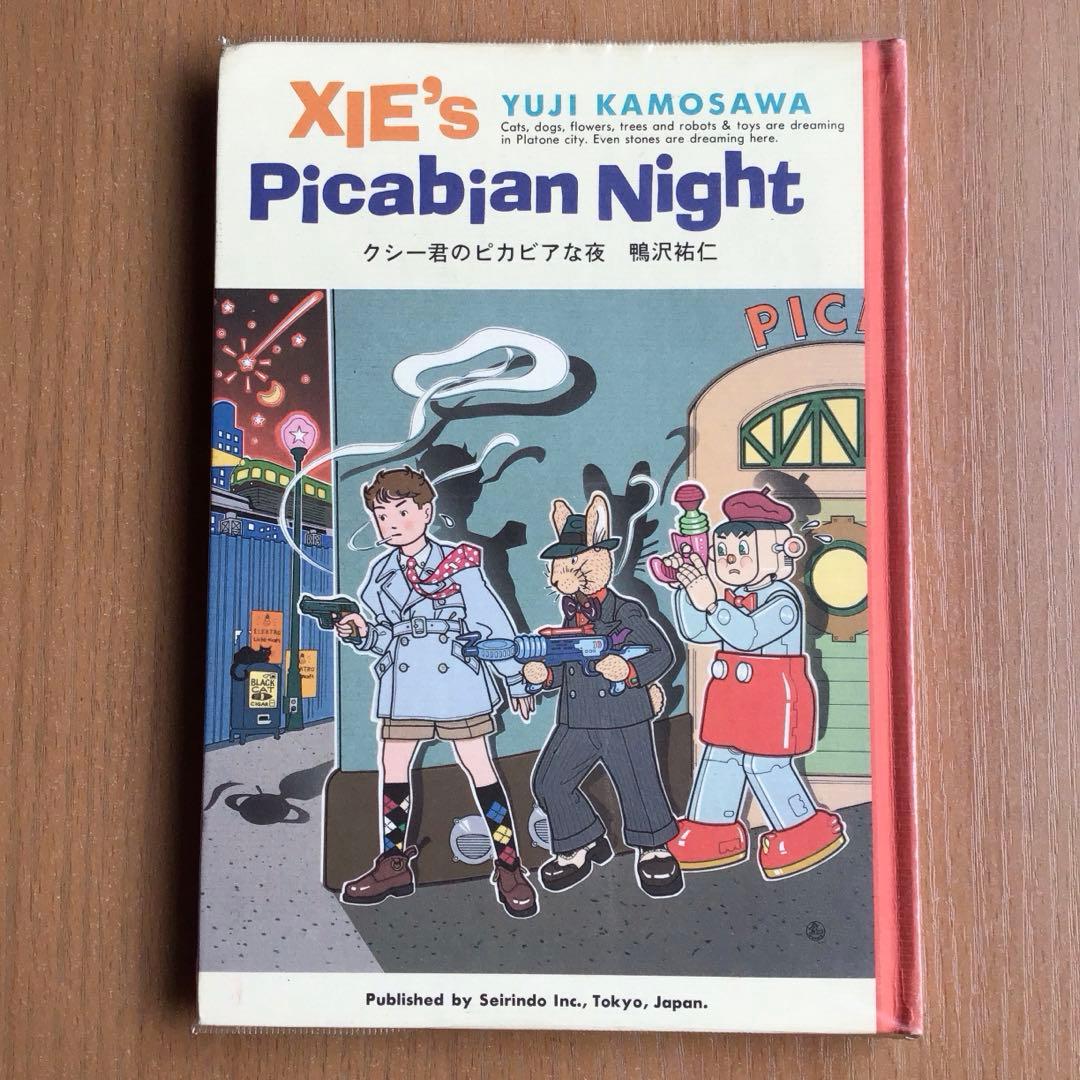 XIE's
YUJI KAMOSAWA
Cats, dogs, flowers, trees and robots & toys are dreaming
in Platone city. Even stones are dreaming here.
Picabian Night
クシー君のピカビアな夜　鴨沢祐仁
PICA
ELEKTRO
BLACK
CAT
CIGAR
Published by Seirindo Inc., Tokyo, Japan.